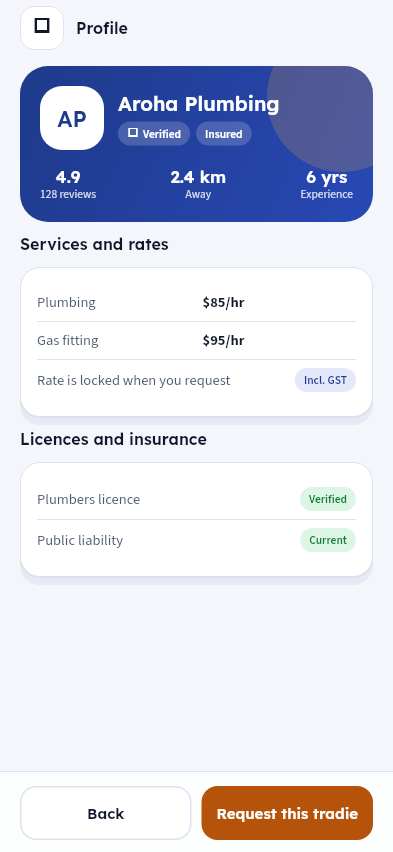 Profile
AP
Aroha Plumbing
Verified
Insured
4.9
2.4 km
6 yrs
128 reviews
Away
Experience
Services and rates
Plumbing
$85/hr
Gas fitting
$95/hr
Rate is locked when you request
Incl. GST
Licences and insurance
Plumbers licence
Verified
Public liability
Current
Back
Request this tradie